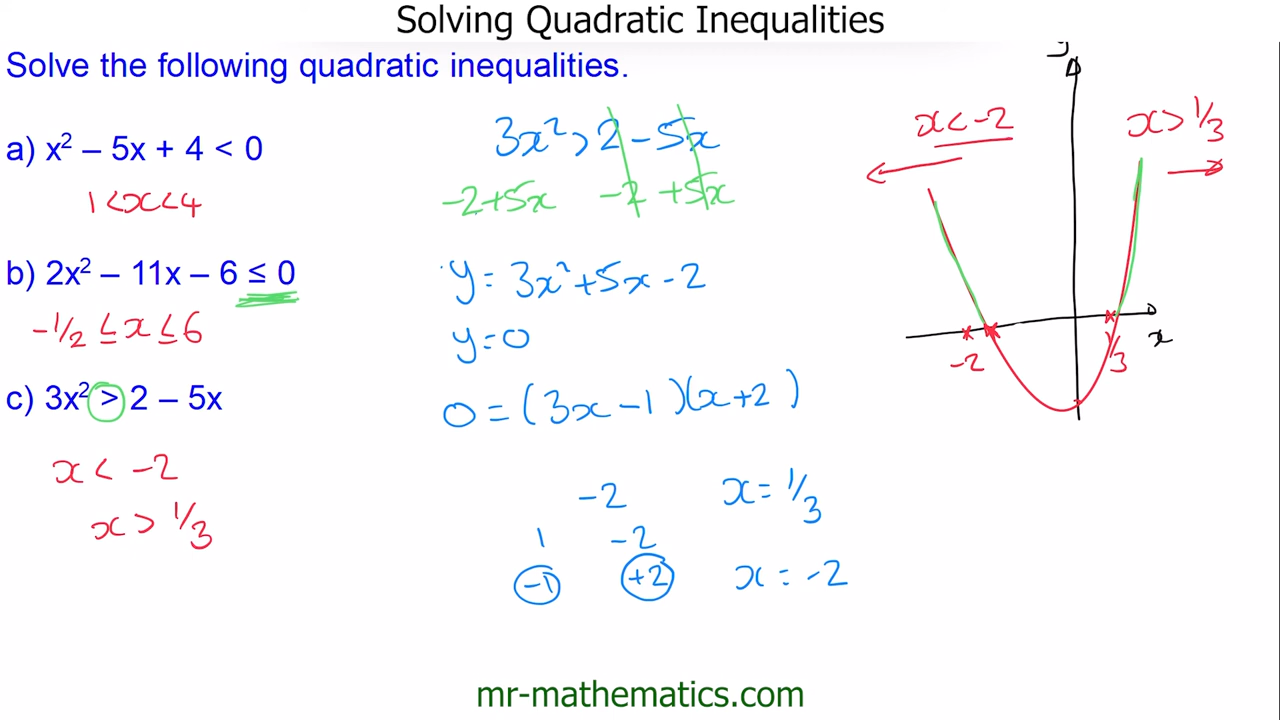 Solving Quadratic Inequalities
Solve the following quadratic inequalities.
a) x² – 5x + 4 < 0
1 < x < 4
b) 2x² – 11x – 6 ≤ 0
-1/2 ≤ x ≤ 6
c) 3x² > 2 – 5x
x < -2
x > 1/3
3x² > 2 - 5x
-2 + 5x -2 + 5x
y = 3x² + 5x - 2
y = 0
0 = (3x - 1)(x + 2)
-2
1 -2
-1 +2
x = 1/3
x = -2
y
x < -2 x > 1/3
x
-2 1/3
mr-mathematics.com